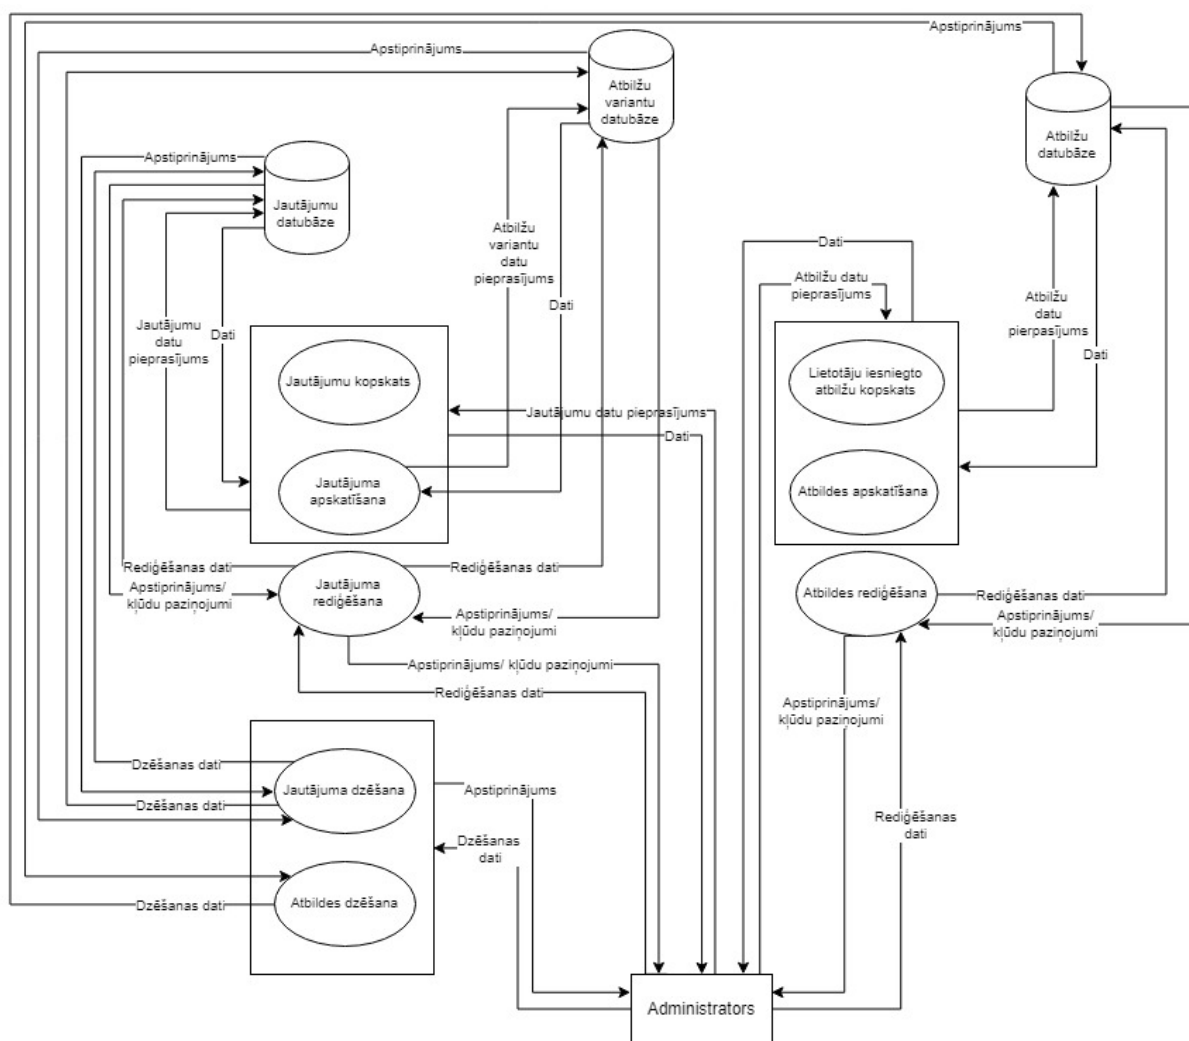 Apstiprinājums
Apstiprinājums
Atbilžu
variantu
datubāze
Atbilžu
datubāze
Apstiprinājums
Jautājumu
datubāze
Atbilžu
variantu
datu
pieprasījums
Dati
Atbilžu datu
pieprasījums
Atbilžu
datu
pierpasījums
Dati
Jautājumu
datu
pieprasījums
Dati
Dati
Jautājumu kopskats
Lietotāju iesniegto
atbilžu kopskats
Jautājumu datu pieprasījums
Dati
Jautājuma
apskatīšana
Atbildes apskatīšana
Rediģēšanas dati
Rediģēšanas dati
Apstiprinājums/
kļūdu paziņojumi
Jautājuma
rediģēšana
Atbildes rediģēšana
Rediģēšanas dati
Apstiprinājums/
kļūdu paziņojumi
Apstiprinājums/
kļūdu paziņojumi
Apstiprinājums/ kļūdu paziņojumi
Rediģēšanas dati
Apstiprinājums/
kļūdu paziņojumi
Dzēšanas dati
Jautājuma dzēšana
Apstiprinājums
Dzēšanas dati
Rediģēšanas
dati
Dzēšanas
dati
Atbildes dzēšana
Dzēšanas dati
Administrators